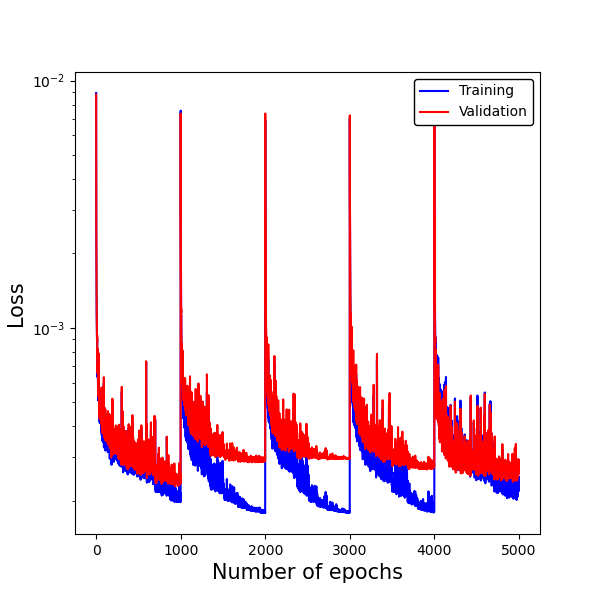 10⁻²
10⁻³
Loss
Training
Validation
0 1000 2000 3000 4000 5000
Number of epochs